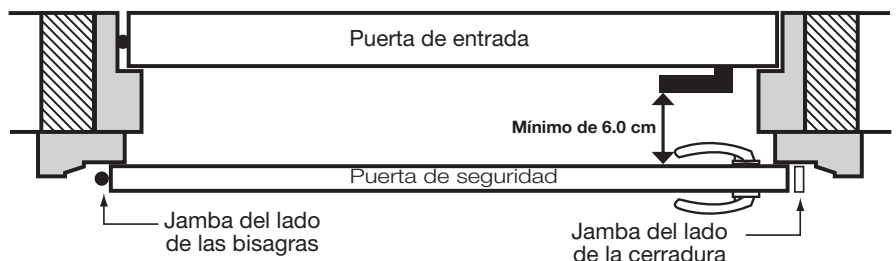 Puerta de entrada
Mínimo de 6.0 cm
Puerta de seguridad
Jamba del lado
de las bisagras
Jamba del lado
de la cerradura